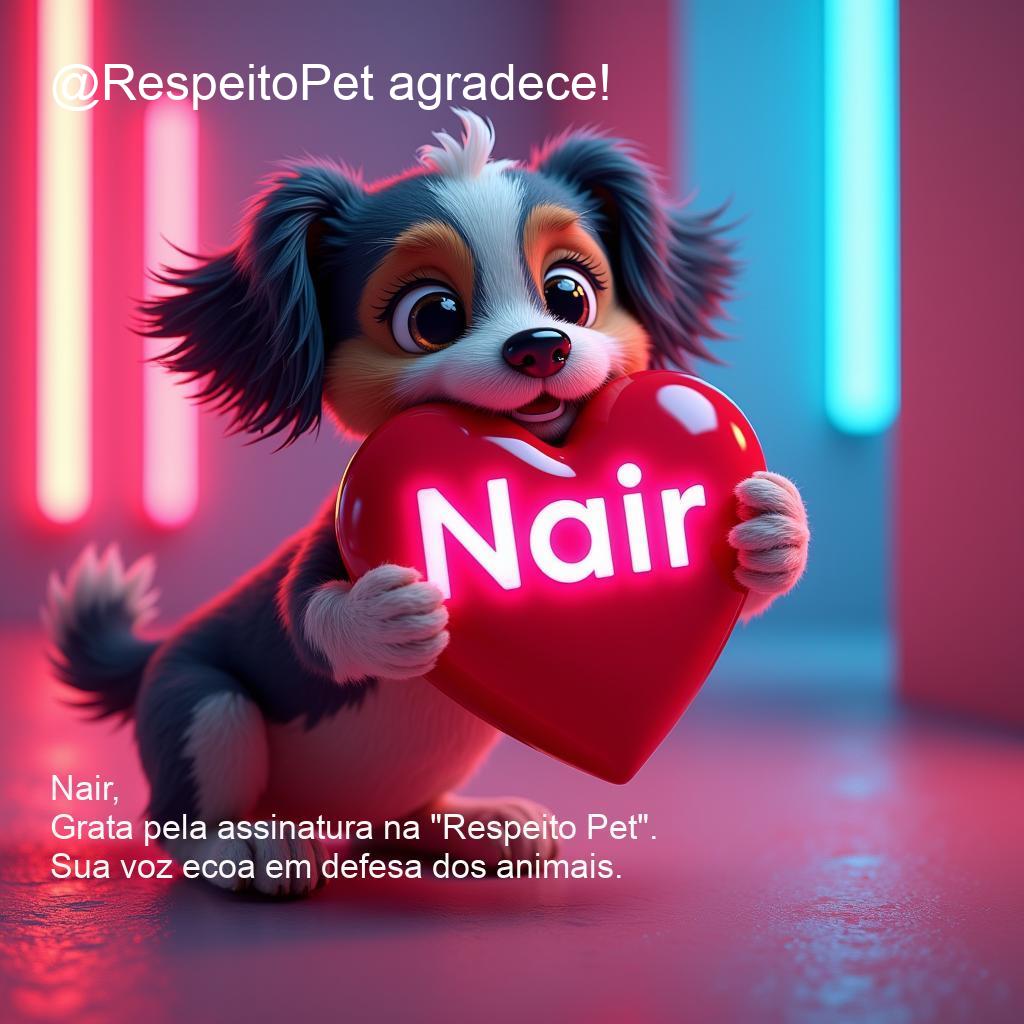 @RespeitoPet agradece!
Nair
Nair,
Grata pela assinatura na "Respeito Pet".
Sua voz ecoa em defesa dos animais.